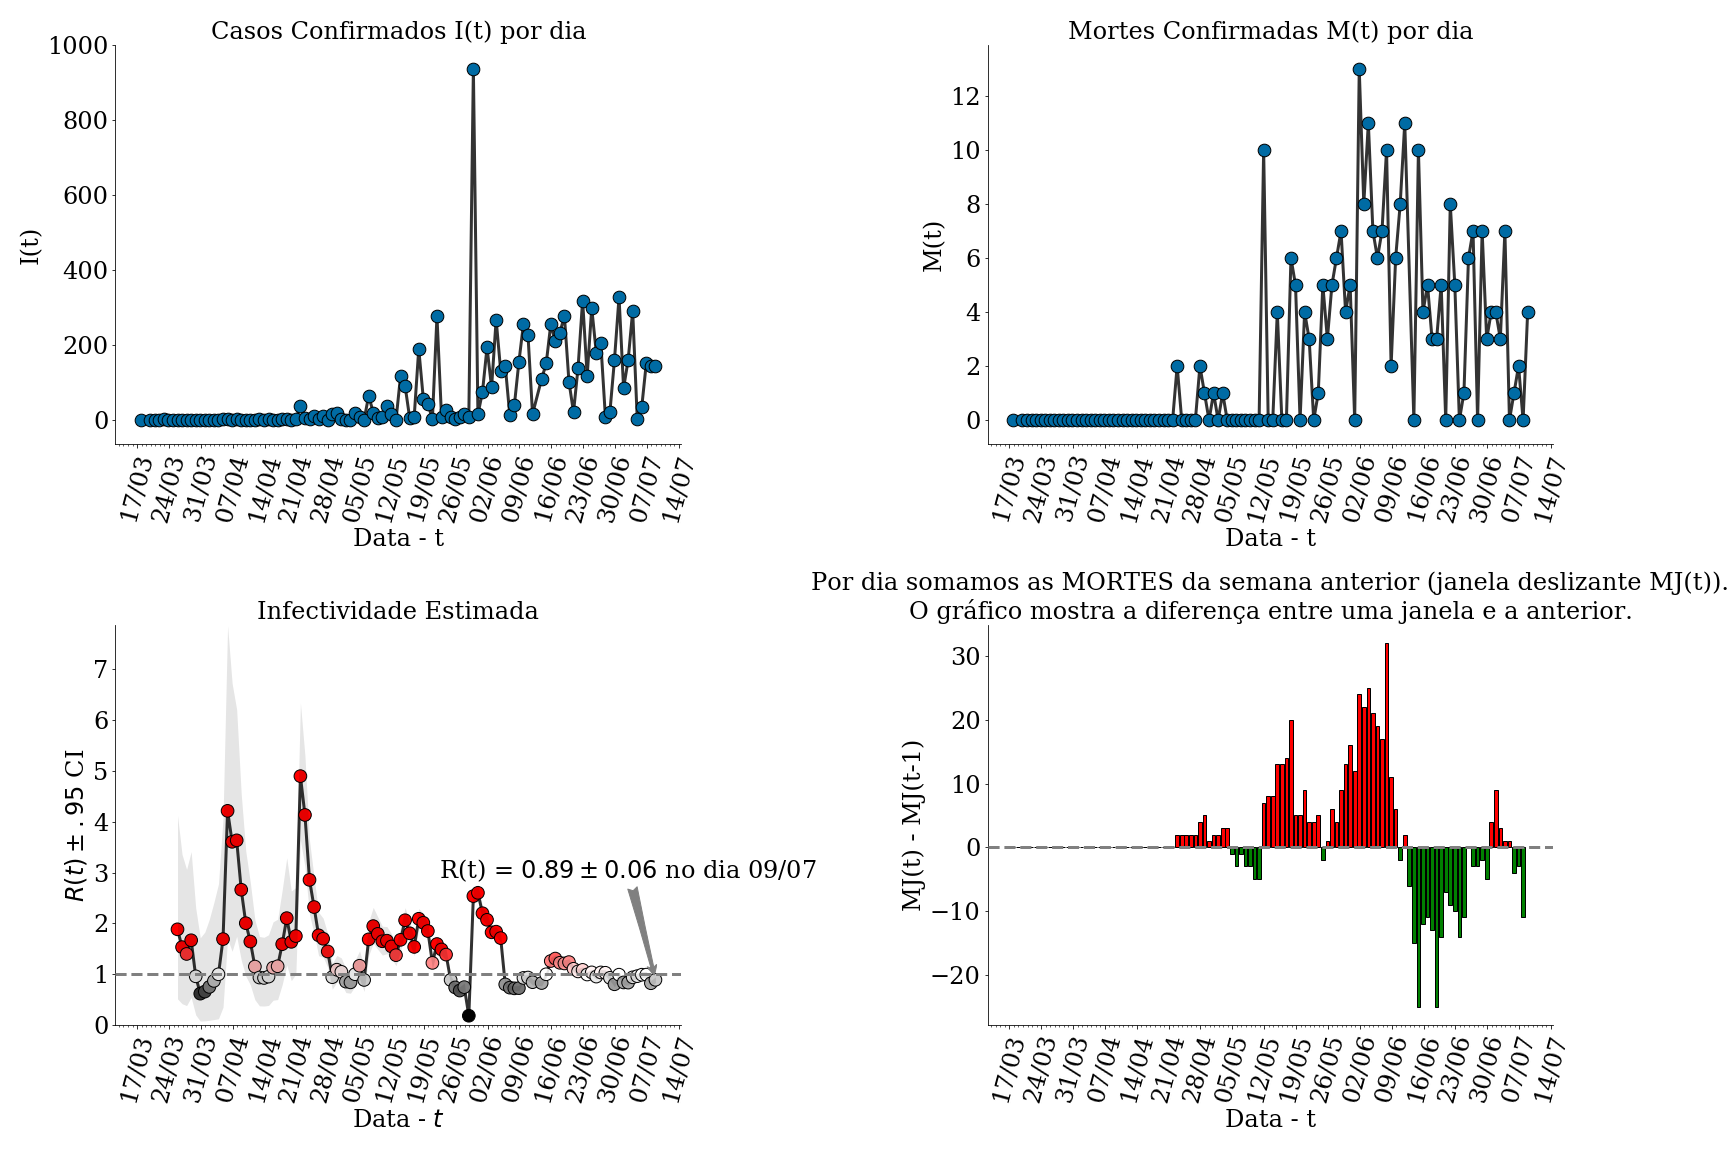 Casos Confirmados I(t) por dia
1000
800
600
400
200
0
I(t)
17/03 24/03 31/03 07/04 14/04 21/04 28/04 05/05 12/05 19/05 26/05 02/06 09/06 16/06 23/06 30/06 07/07 14/07
Data - t
Mortes Confirmadas M(t) por dia
12
10
8
6
4
2
0
M(t)
17/03 24/03 31/03 07/04 14/04 21/04 28/04 05/05 12/05 19/05 26/05 02/06 09/06 16/06 23/06 30/06 07/07 14/07
Data - t
Infectividade Estimada
7
6
5
4
3
2
1
0
R(t) ± .95 CI
R(t) = 0.89 ± 0.06 no dia 09/07
17/03 24/03 31/03 07/04 14/04 21/04 28/04 05/05 12/05 19/05 26/05 02/06 09/06 16/06 23/06 30/06 07/07 14/07
Data - t
Por dia somamos as MORTES da semana anterior (janela deslizante MJ(t)).
O gráfico mostra a diferença entre uma janela e a anterior.
30
20
10
0
−10
−20
MJ(t) - MJ(t-1)
17/03 24/03 31/03 07/04 14/04 21/04 28/04 05/05 12/05 19/05 26/05 02/06 09/06 16/06 23/06 30/06 07/07 14/07
Data - t